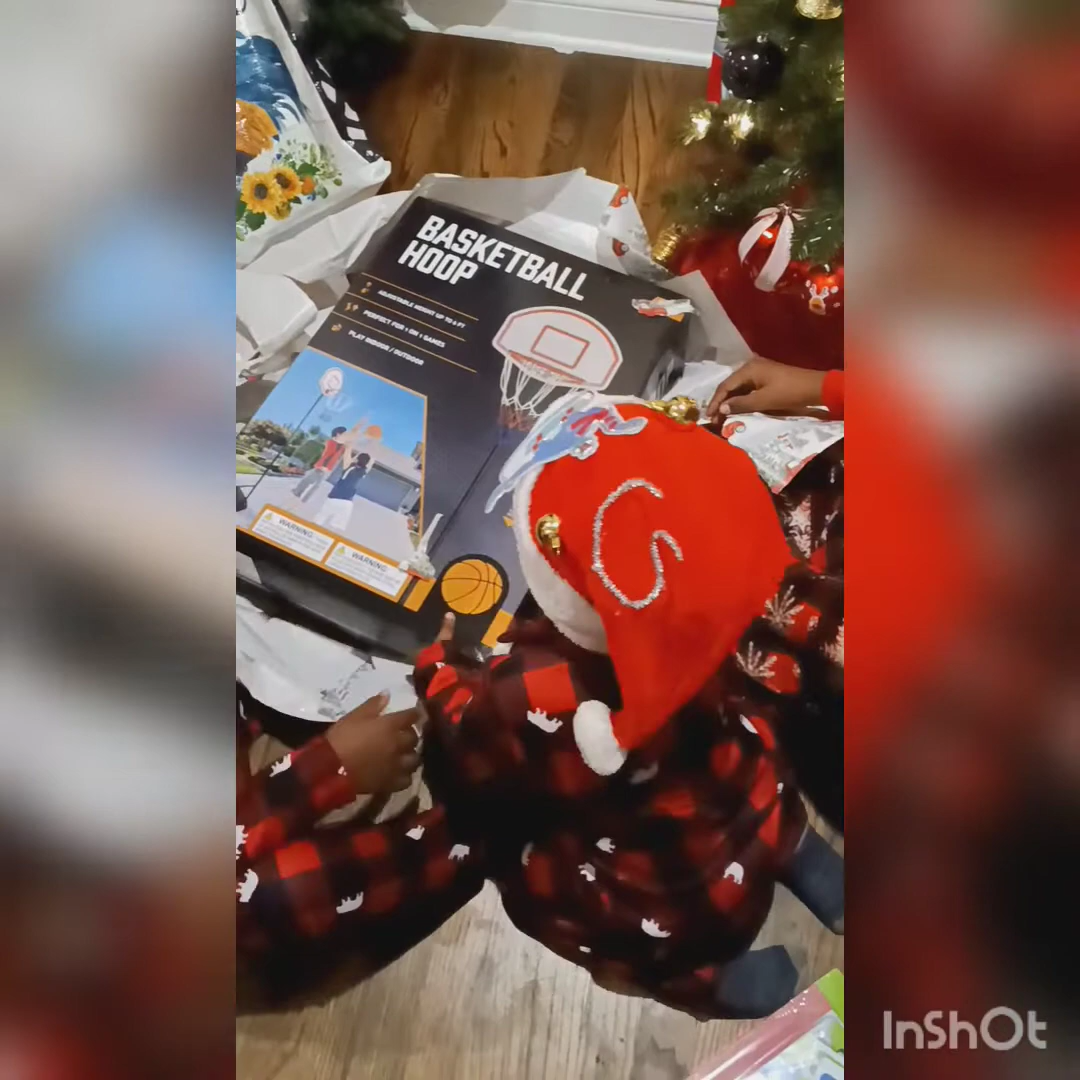 BASKETBALL
HOOP
ADJUSTABLE HEIGHT UP TO 6 FT
PERFECT FOR 1 ON 1 GAMES
PLAY INDOOR / OUTDOOR
WARNING
WARNING
S
InShOt